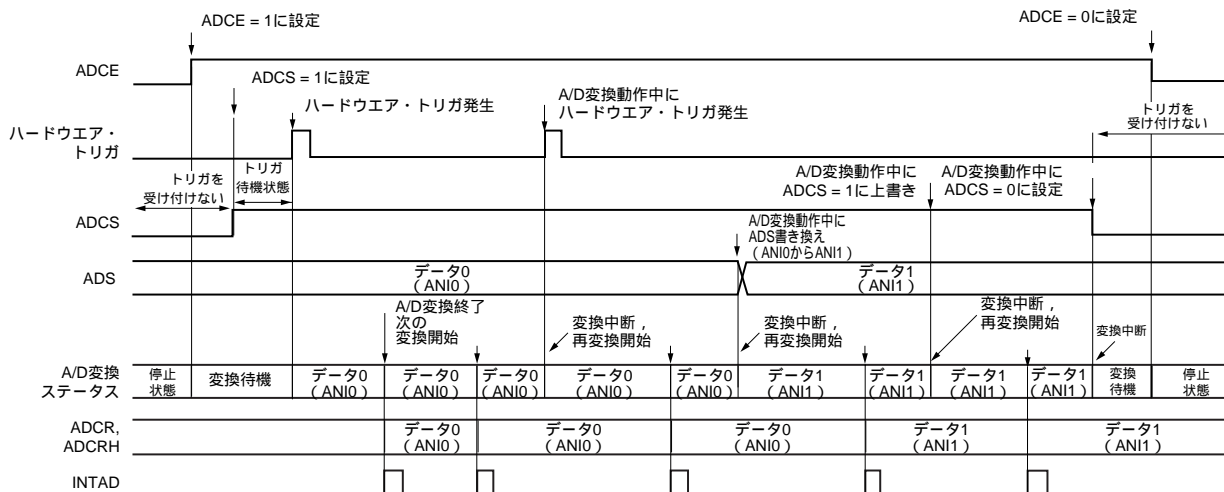 ADCE = 1に設定
ADCE = 0に設定
ADCE
ADCS = 1に設定
ハードウエア・トリガ発生
A/D変換動作中に
ハードウエア・トリガ発生
トリガを
受け付けない
ハードウエア・
トリガ
トリガを
受け付けない
トリガ
待機状態
A/D変換動作中に
ADCS = 1に上書き
A/D変換動作中に
ADCS = 0に設定
ADCS
A/D変換動作中に
ADS書き換え
(ANI0からANI1)
ADS
データ0
(ANI0)
データ1
(ANI1)
A/D変換終了
次の
変換開始
変換中断,
再変換開始
変換中断,
再変換開始
変換中断,
再変換開始
変換中断
A/D変換
ステータス
停止
状態
変換待機
データ0
(ANI0)
データ0
(ANI0)
データ0
(ANI0)
データ0
(ANI0)
データ0
(ANI0)
データ1
(ANI1)
データ1
(ANI1)
データ1
(ANI1)
データ1
(ANI1)
変換
待機
停止
状態
ADCR,
ADCRH
データ0
(ANI0)
データ0
(ANI0)
データ0
(ANI0)
データ1
(ANI1)
データ1
(ANI1)
INTAD